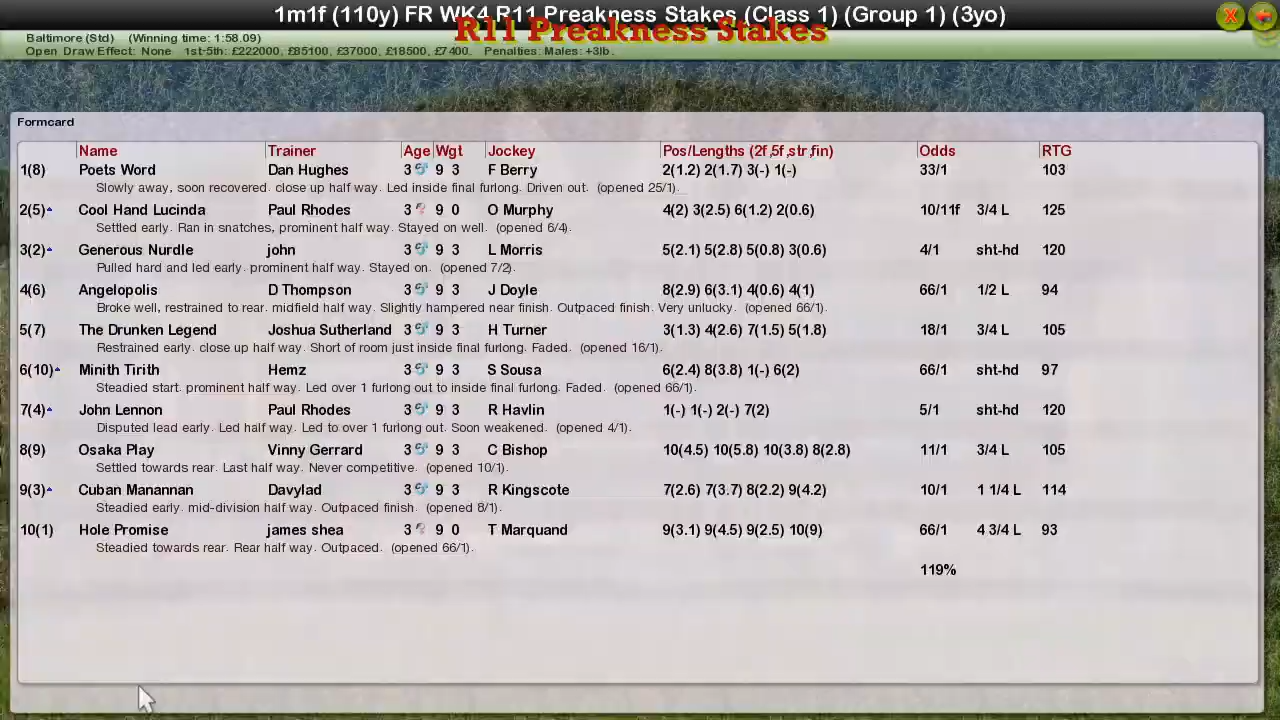 1m1f (110y) FR WK4 R11 Preakness Stakes (Class 1) (Group 1) (3yo)
R11 Preakness Stakes
Baltimore (Std) (Winning time: 1:58.09)
Open Draw Effect: None 1st-5th: £222000, £85100, £37000, £18500, £7400. Penalties: Males: +3lb.
Formcard
Name Trainer Age Wgt Jockey Pos/Lengths (2f,5f,str,fin) Odds RTG
1(8) Poets Word Dan Hughes 3 9 3 F Berry 2(1.2) 2(1.7) 3(-) 1(-) 33/1 103
Slowly away, soon recovered. close up half way. Led inside final furlong. Driven out. (opened 25/1).
2(5) Cool Hand Lucinda Paul Rhodes 3 9 0 O Murphy 4(2) 3(2.5) 6(1.2) 2(0.6) 10/11f 3/4 L 125
Settled early. Ran in snatches, prominent half way. Stayed on well. (opened 6/4).
3(2) Generous Nurdle john 3 9 3 L Morris 5(2.1) 5(2.8) 5(0.8) 3(0.6) 4/1 sht-hd 120
Pulled hard and led early. prominent half way. Stayed on. (opened 7/2).
4(6) Angelopolis D Thompson 3 9 3 J Doyle 8(2.9) 6(3.1) 4(0.6) 4(1) 66/1 1/2 L 94
Broke well, restrained to rear. midfield half way. Slightly hampered near finish. Outpaced finish. Very unlucky. (opened 66/1).
5(7) The Drunken Legend Joshua Sutherland 3 9 3 H Turner 3(1.3) 4(2.6) 7(1.5) 5(1.8) 18/1 3/4 L 105
Restrained early. close up half way. Short of room just inside final furlong. Faded. (opened 16/1).
6(10) Minith Tirith Hemz 3 9 3 S Sousa 6(2.4) 8(3.8) 1(-) 6(2) 66/1 sht-hd 97
Steadied start. prominent half way. Led over 1 furlong out to inside final furlong. Faded. (opened 66/1).
7(4) John Lennon Paul Rhodes 3 9 3 R Havlin 1(-) 1(-) 2(-) 7(2) 5/1 sht-hd 120
Disputed lead early. Led half way. Led to over 1 furlong out. Soon weakened. (opened 4/1).
8(9) Osaka Play Vinny Gerrard 3 9 3 C Bishop 10(4.5) 10(5.8) 10(3.8) 8(2.8) 11/1 3/4 L 105
Settled towards rear. Last half way. Never competitive. (opened 10/1).
9(3) Cuban Manannan Davylad 3 9 3 R Kingscote 7(2.6) 7(3.7) 8(2.2) 9(4.2) 10/1 1 1/4 L 114
Steadied early. mid-division half way. Outpaced finish. (opened 8/1).
10(1) Hole Promise james shea 3 9 0 T Marquand 9(3.1) 9(4.5) 9(2.5) 10(9) 66/1 4 3/4 L 93
Steadied towards rear. Rear half way. Outpaced. (opened 66/1).
119%